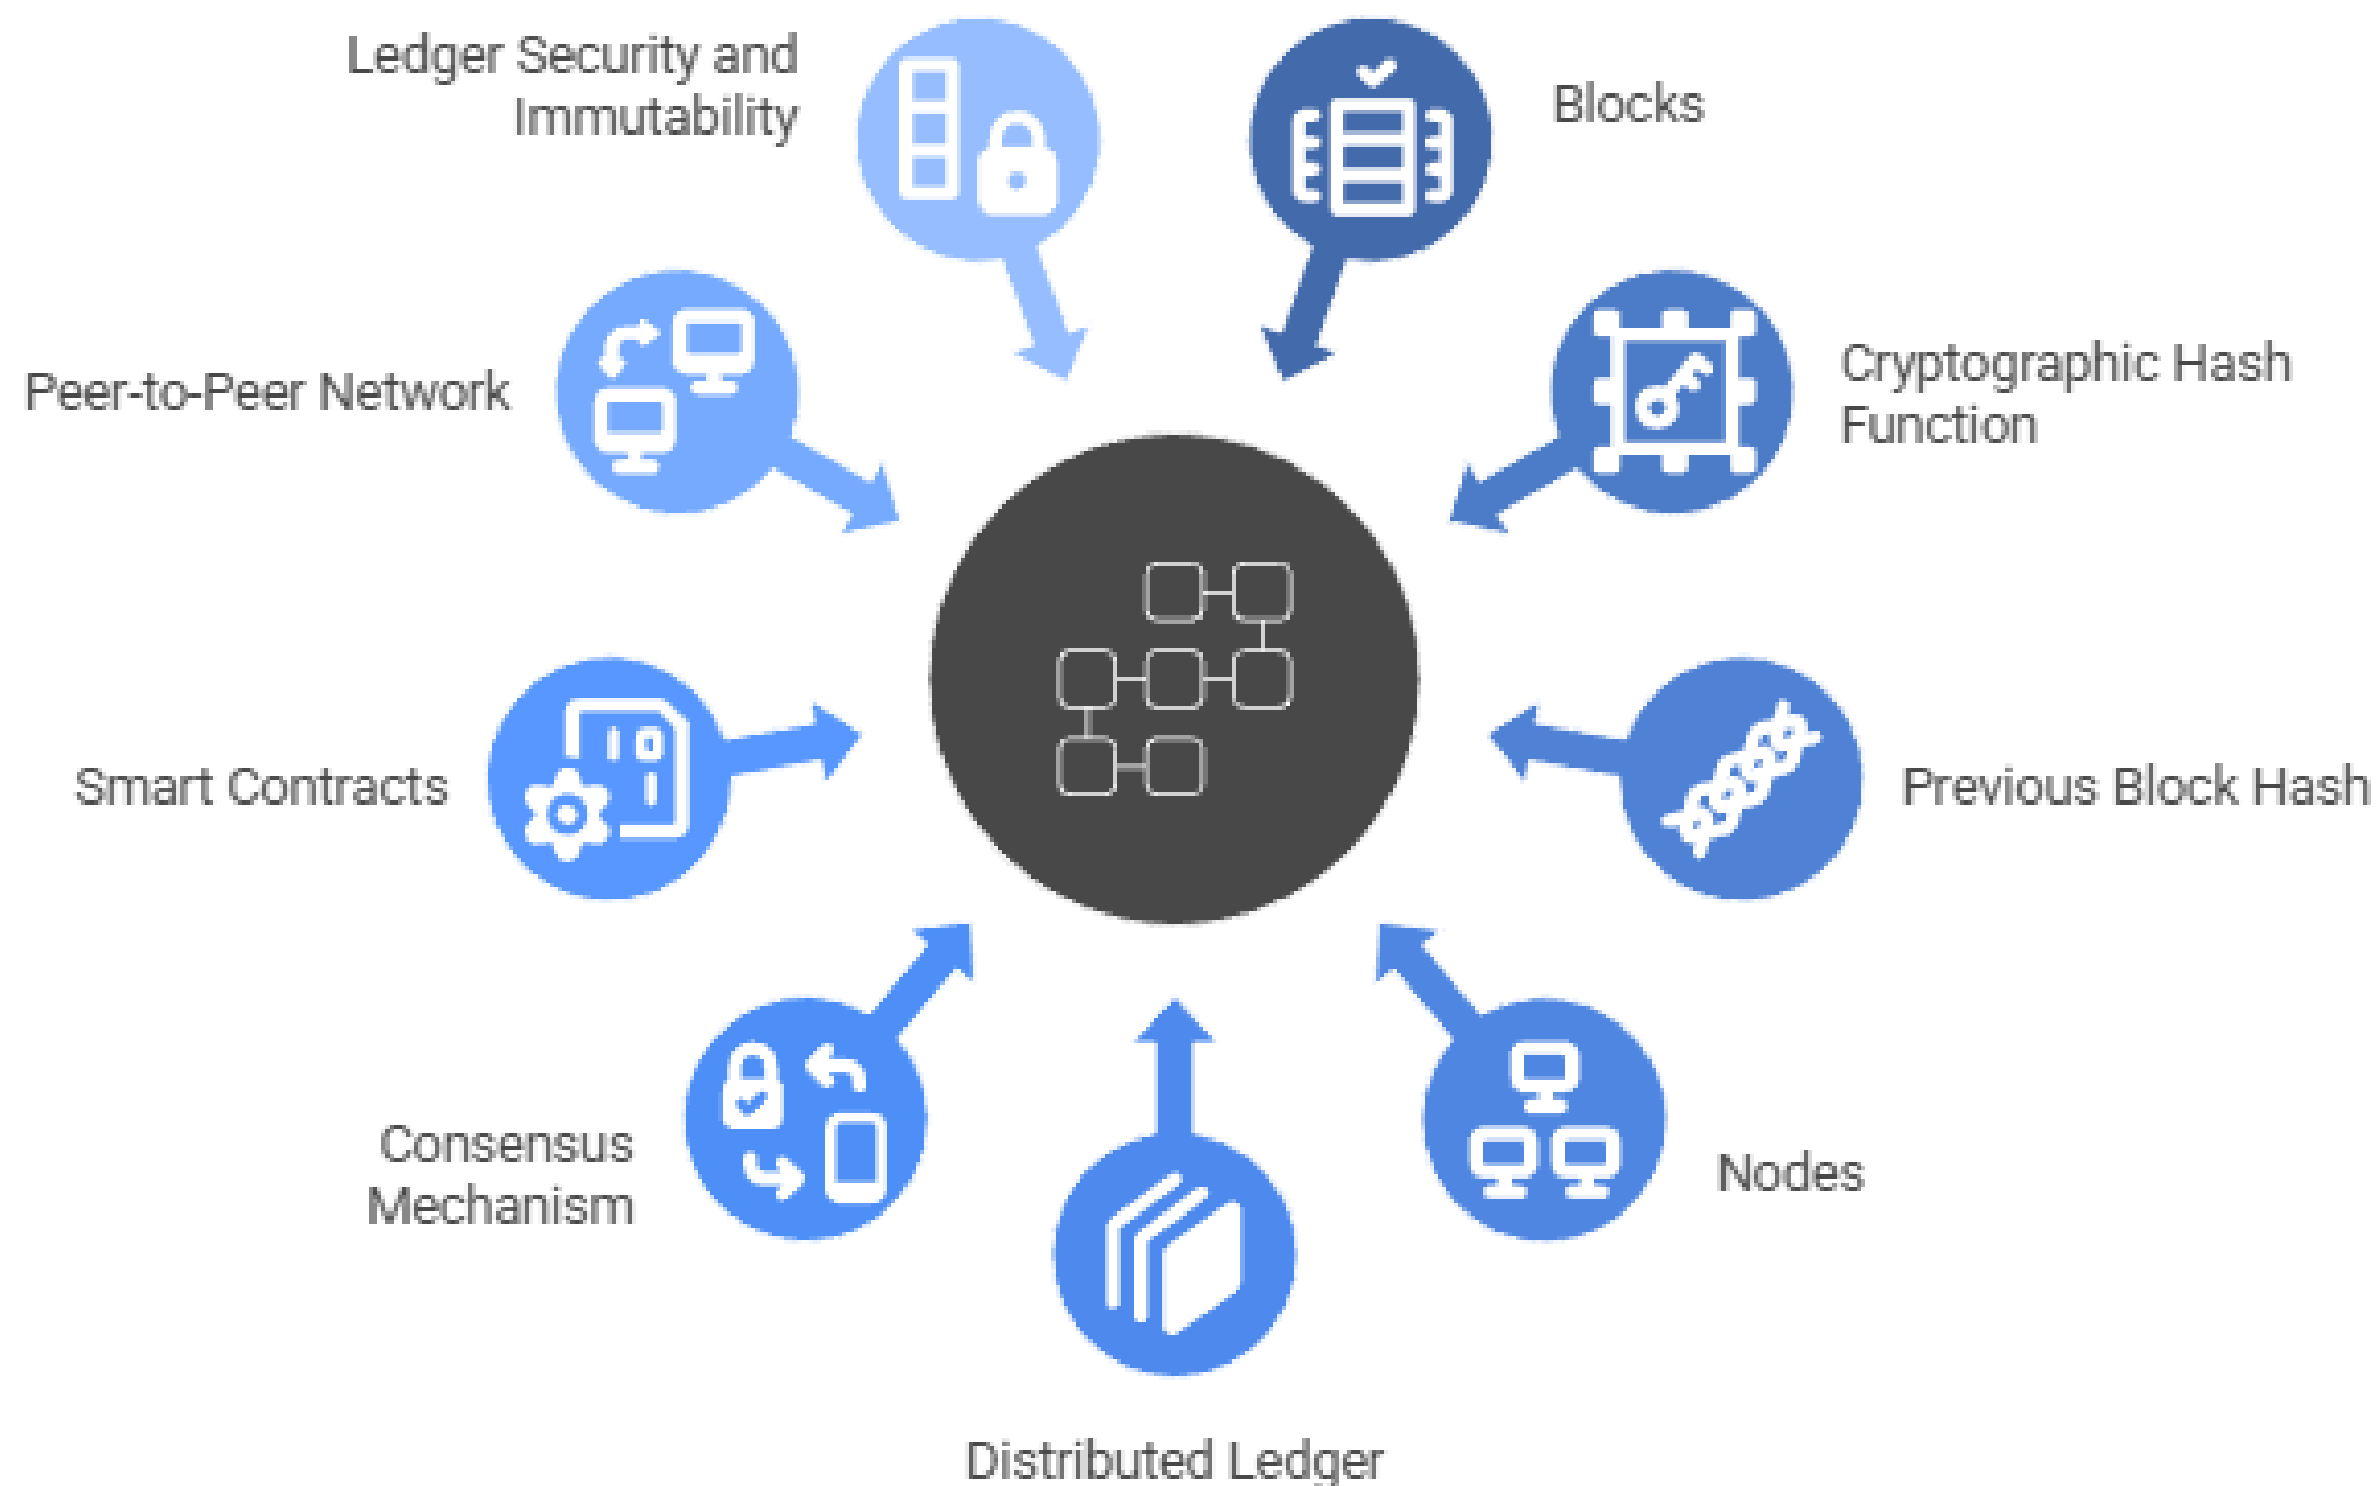 Ledger Security and
Immutability
Blocks
Peer-to-Peer Network
Cryptographic Hash
Function
Smart Contracts
Previous Block Hash
Consensus
Mechanism
Nodes
Distributed Ledger